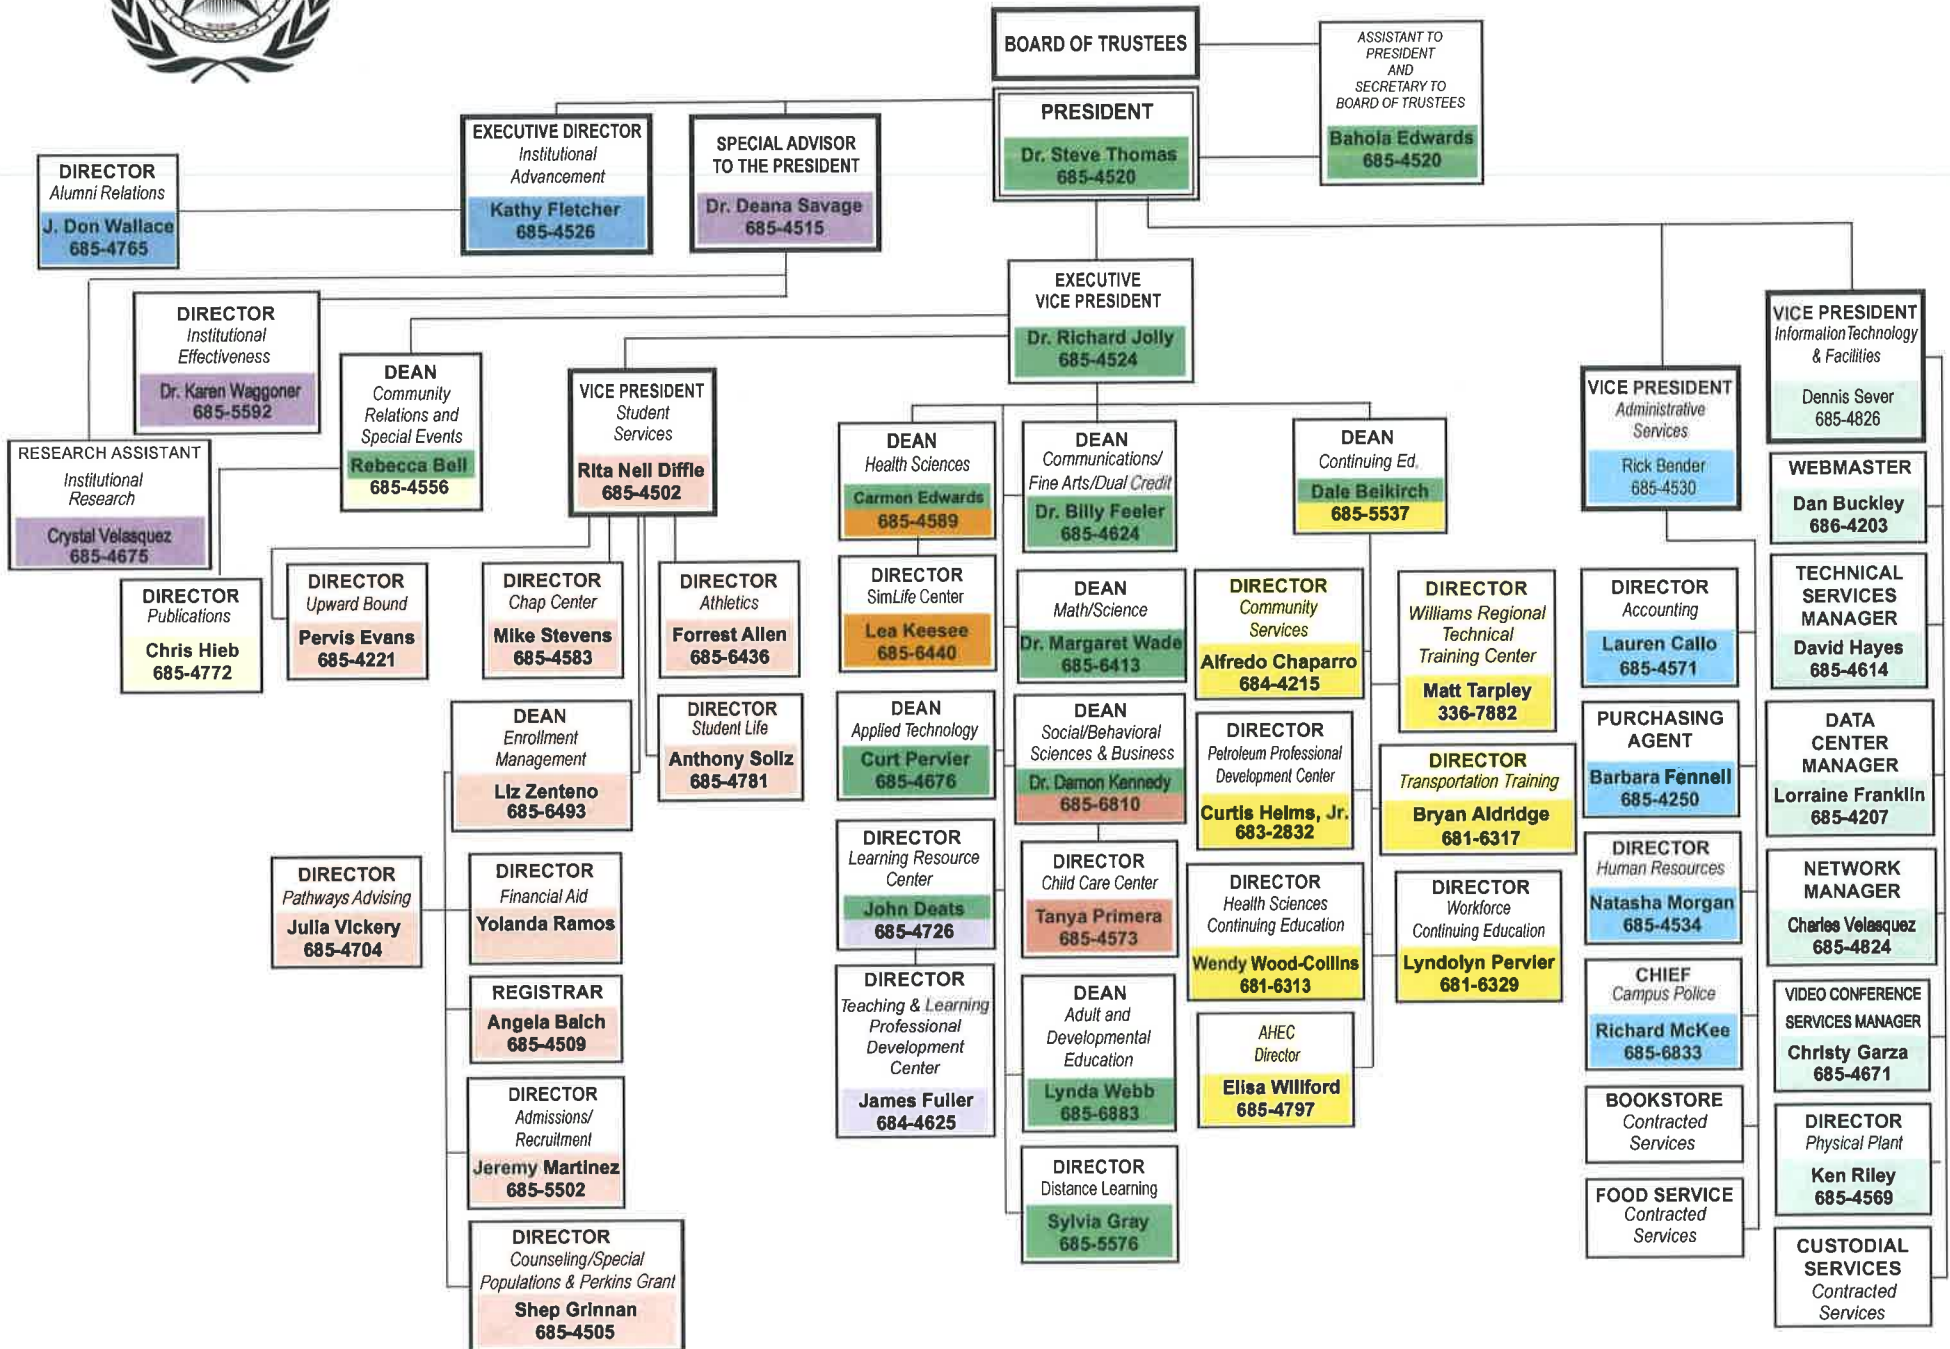 BOARD OF TRUSTEES
ASSISTANT TO
PRESIDENT
AND
SECRETARY TO
BOARD OF TRUSTEES
Bahola Edwards
685-4520
PRESIDENT
Dr. Steve Thomas
685-4520
EXECUTIVE DIRECTOR
Institutional
Advancement
Kathy Fletcher
685-4526
SPECIAL ADVISOR
TO THE PRESIDENT
Dr. Deana Savage
685-4515
DIRECTOR
Alumni Relations
J. Don Wallace
685-4765
EXECUTIVE
VICE PRESIDENT
Dr. Richard Jolly
685-4524
DIRECTOR
Institutional
Effectiveness
Dr. Karen Waggoner
685-5592
RESEARCH ASSISTANT
Institutional
Research
Crystal Velasquez
685-4675
DEAN
Community
Relations and
Special Events
Rebecca Bell
685-4556
VICE PRESIDENT
Student
Services
Rita Nell Diffie
685-4502
VICE PRESIDENT
Administrative
Services
Rick Bender
685-4530
VICE PRESIDENT
Information Technology
& Facilities
Dennis Sever
685-4826
DIRECTOR
Publications
Chris Hieb
685-4772
DIRECTOR
Upward Bound
Pervis Evans
685-4221
DIRECTOR
Chap Center
Mike Stevens
685-4583
DIRECTOR
Athletics
Forrest Allen
685-6436
DEAN
Enrollment
Management
Liz Zenteno
685-6493
DIRECTOR
Student Life
Anthony Soliz
685-4781
DIRECTOR
Pathways Advising
Julia Vickery
685-4704
DIRECTOR
Financial Aid
Yolanda Ramos
REGISTRAR
Angela Balch
685-4509
DIRECTOR
Admissions/
Recruitment
Jeremy Martinez
685-5502
DIRECTOR
Counseling/Special
Populations & Perkins Grant
Shep Grinnan
685-4505
DEAN
Health Sciences
Carmen Edwards
685-4589
DIRECTOR
SimLife Center
Lea Keesee
685-6440
DEAN
Applied Technology
Curt Pervier
685-4676
DIRECTOR
Learning Resource
Center
John Deats
685-4726
DIRECTOR
Teaching & Learning
Professional
Development
Center
James Fuller
684-4625
DEAN
Communications/
Fine Arts/Dual Credit
Dr. Billy Feeler
685-4624
DEAN
Math/Science
Dr. Margaret Wade
685-6413
DEAN
Social/Behavioral
Sciences & Business
Dr. Damon Kennedy
685-6810
DIRECTOR
Child Care Center
Tanya Primera
685-4573
DEAN
Adult and
Developmental
Education
Lynda Webb
685-6883
DIRECTOR
Distance Learning
Sylvia Gray
685-5576
DEAN
Continuing Ed.
Dale Beikirch
685-5537
DIRECTOR
Community
Services
Alfredo Chaparro
684-4215
DIRECTOR
Williams Regional
Technical
Training Center
Matt Tarpley
336-7882
DIRECTOR
Petroleum Professional
Development Center
Curtis Helms, Jr.
683-2832
DIRECTOR
Transportation Training
Bryan Aldridge
681-6317
DIRECTOR
Health Sciences
Continuing Education
Wendy Wood-Collins
681-6313
DIRECTOR
Workforce
Continuing Education
Lyndolyn Pervier
681-6329
AHEC
Director
Elisa Williford
685-4797
DIRECTOR
Accounting
Lauren Callo
685-4571
PURCHASING
AGENT
Barbara Fennell
685-4250
DIRECTOR
Human Resources
Natasha Morgan
685-4534
CHIEF
Campus Police
Richard McKee
685-6833
BOOKSTORE
Contracted
Services
FOOD SERVICE
Contracted
Services
WEBMASTER
Dan Buckley
686-4203
TECHNICAL
SERVICES
MANAGER
David Hayes
685-4614
DATA
CENTER
MANAGER
Lorraine Franklin
685-4207
NETWORK
MANAGER
Charles Velasquez
685-4824
VIDEO CONFERENCE
SERVICES MANAGER
Christy Garza
685-4671
DIRECTOR
Physical Plant
Ken Riley
685-4569
CUSTODIAL
SERVICES
Contracted
Services